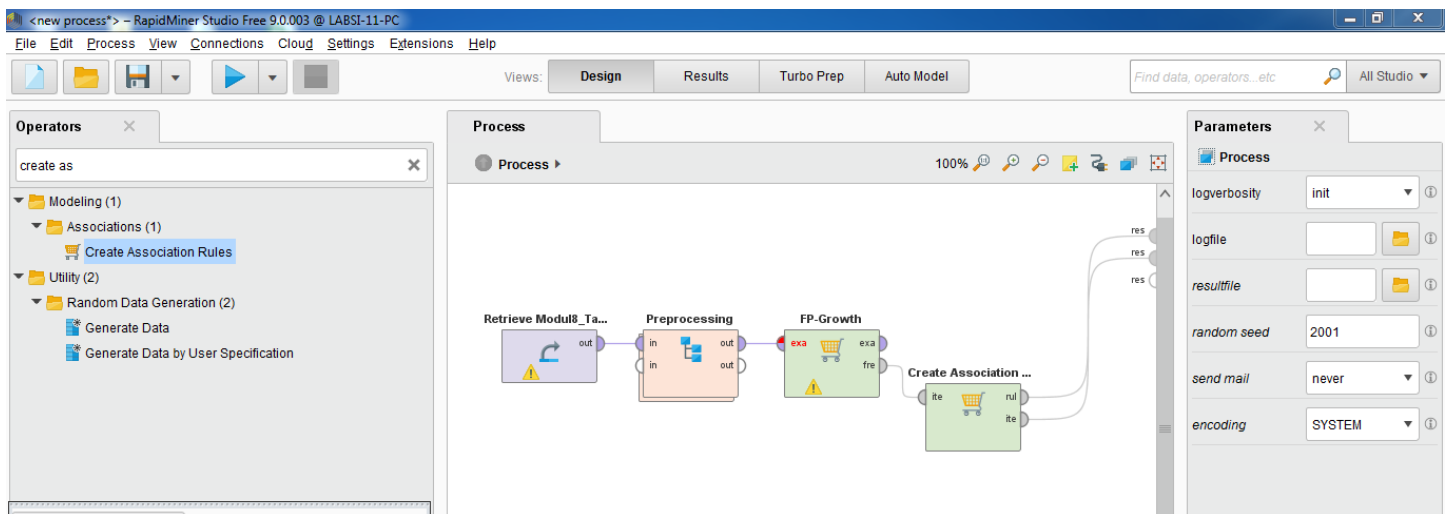 <new process*> – RapidMiner Studio Free 9.0.003 @ LABSI-11-PC
File Edit Process View Connections Cloud Settings Extensions Help
Views: Design Results Turbo Prep Auto Model
Find data, operators...etc
All Studio
Operators
create as
Modeling (1)
Associations (1)
Create Association Rules
Utility (2)
Random Data Generation (2)
Generate Data
Generate Data by User Specification
Process
Process
100%
res
res
res
Retrieve Modul8_Ta...
out
Preprocessing
in out
in out
FP-Growth
exa exa
fre
Create Association ...
ite rul
ite
Parameters
Process
logverbosity init
logfile
resultfile
random seed 2001
send mail never
encoding SYSTEM